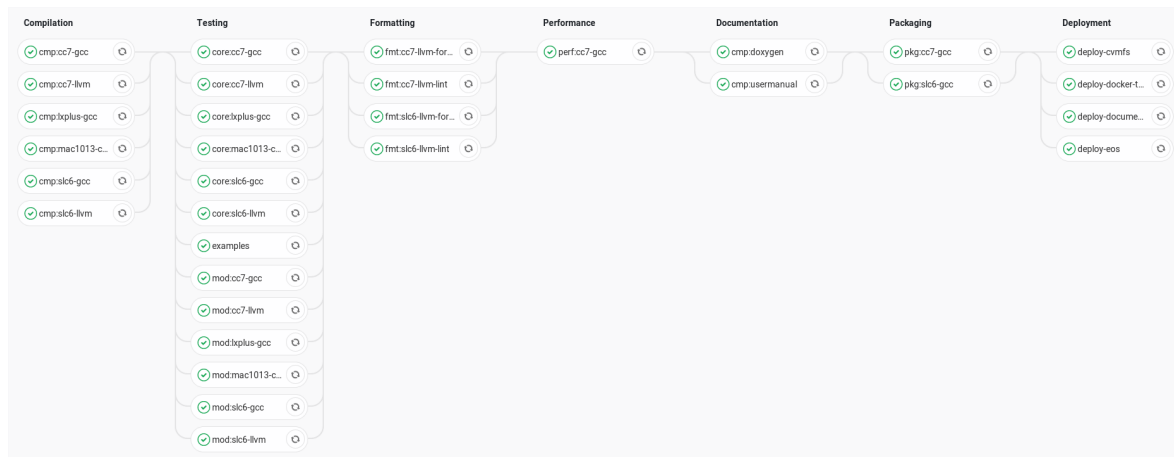 Compilation
cmp:cc7-gcc
cmp:cc7-llvm
cmp:lxplus-gcc
cmp:mac1013-c...
cmp:slc6-gcc
cmp:slc6-llvm
Testing
core:cc7-gcc
core:cc7-llvm
core:lxplus-gcc
core:mac1013-c...
core:slc6-gcc
core:slc6-llvm
examples
mod:cc7-gcc
mod:cc7-llvm
mod:lxplus-gcc
mod:mac1013-c...
mod:slc6-gcc
mod:slc6-llvm
Formatting
fmt:cc7-llvm-for...
fmt:cc7-llvm-lint
fmt:slc6-llvm-for...
fmt:slc6-llvm-lint
Performance
perf:cc7-gcc
Documentation
cmp:doxygen
cmp:usermanual
Packaging
pkg:cc7-gcc
pkg:slc6-gcc
Deployment
deploy-cvmfs
deploy-docker-t...
deploy-docume...
deploy-eos